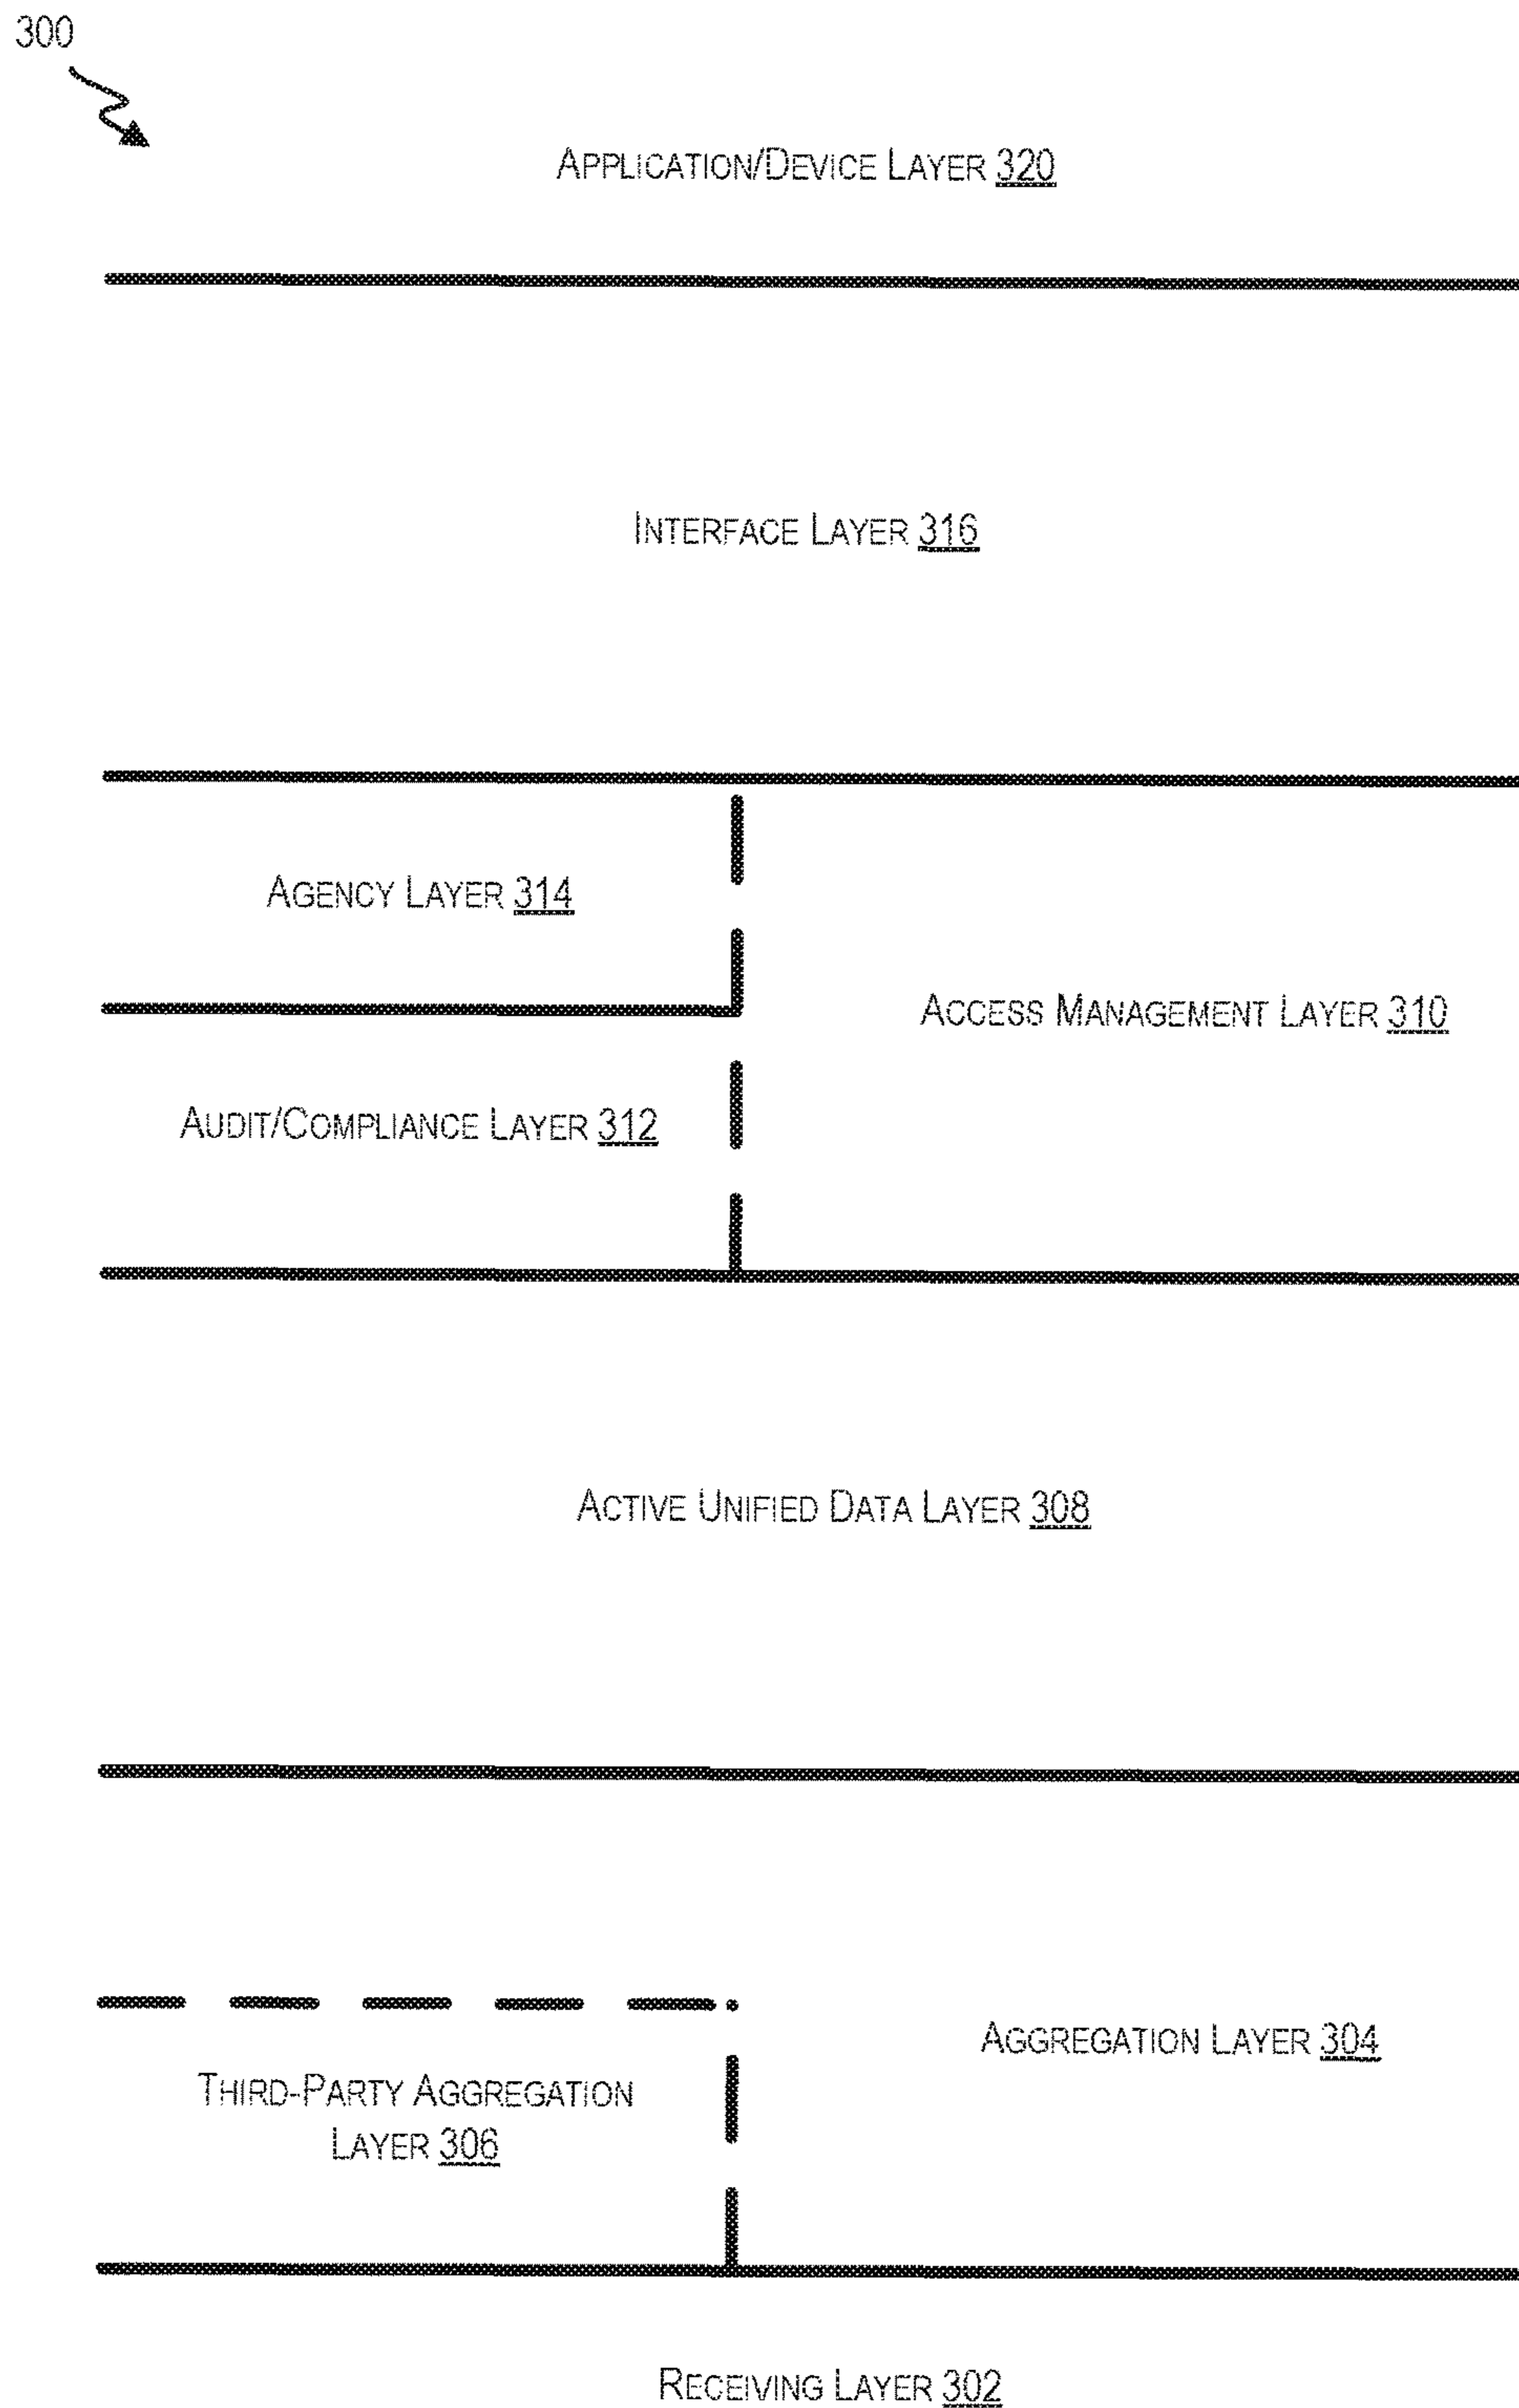 300
APPLICATION/DEVICE LAYER 320
INTERFACE LAYER 316
AGENCY LAYER 314
ACCESS MANAGEMENT LAYER 310
AUDIT/COMPLIANCE LAYER 312
ACTIVE UNIFIED DATA LAYER 308
AGGREGATION LAYER 304
THIRD-PARTY AGGREGATION
LAYER 306
RECEIVING LAYER 302